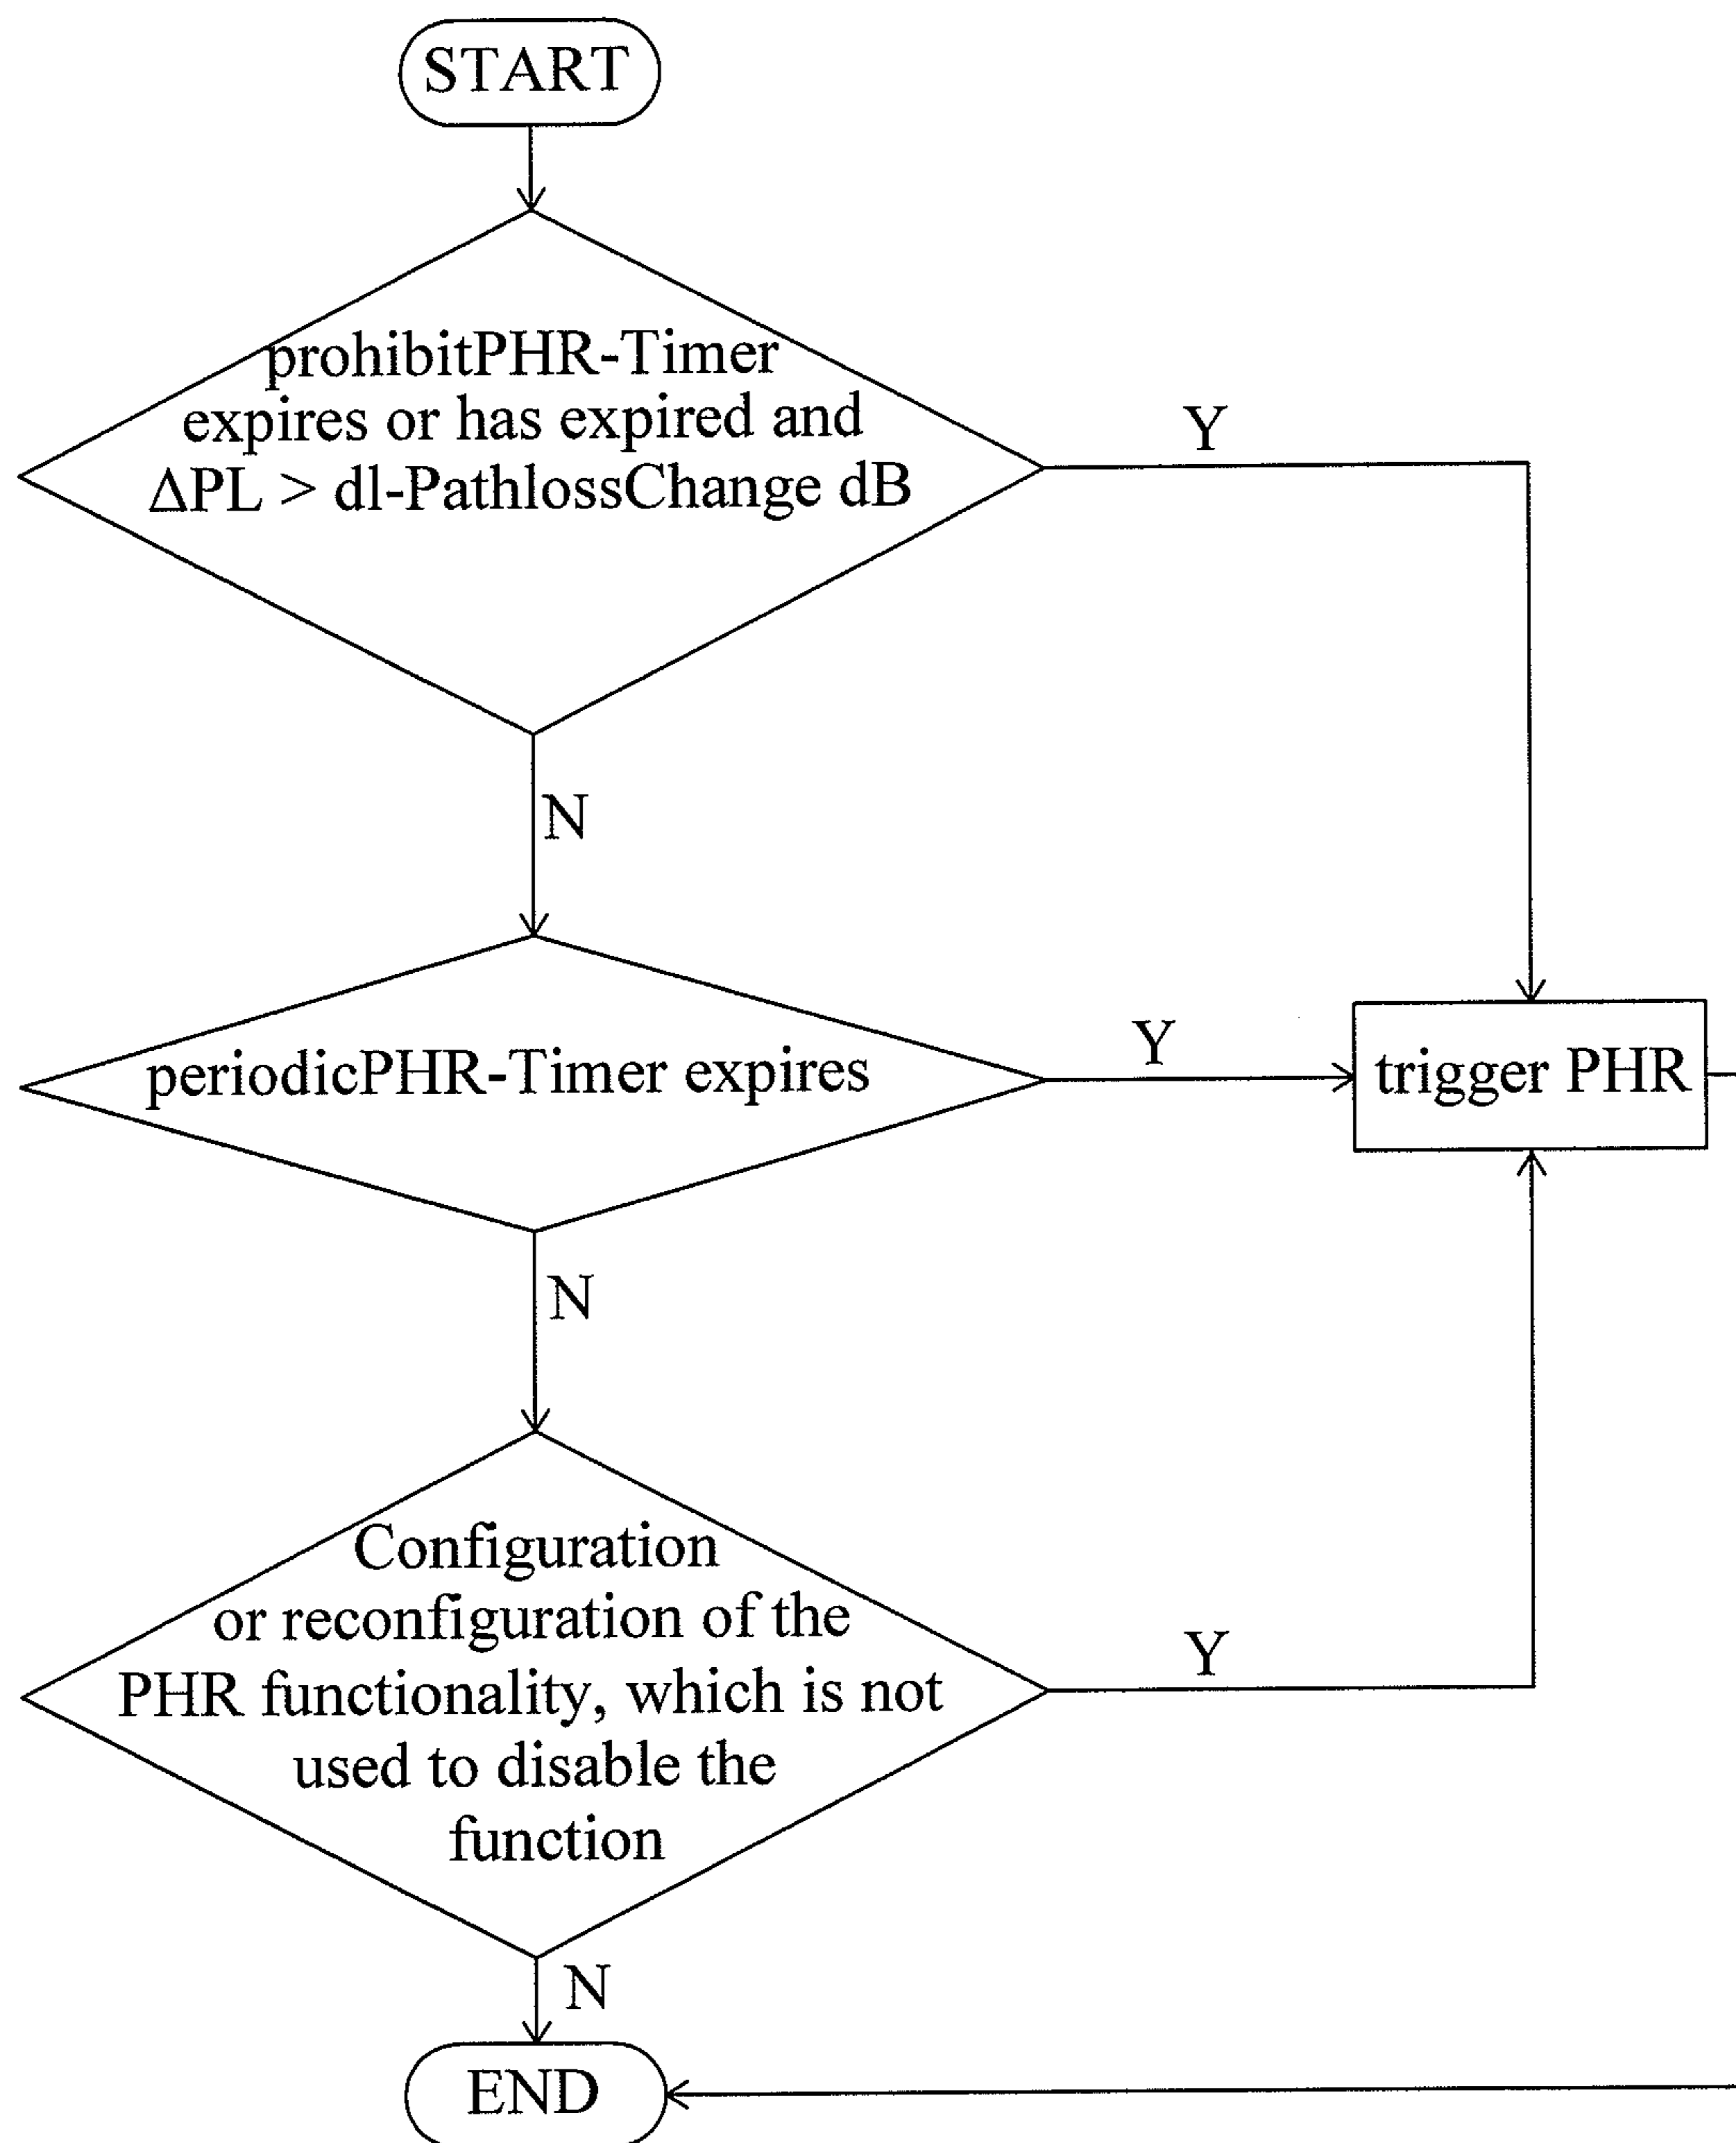 START
prohibitPHR-Timer
expires or has expired and
ΔPL > dl-PathlossChange dB
Y
N
periodicPHR-Timer expires
Y
trigger PHR
N
Configuration
or reconfiguration of the
PHR functionality, which is not
used to disable the
function
Y
N
END